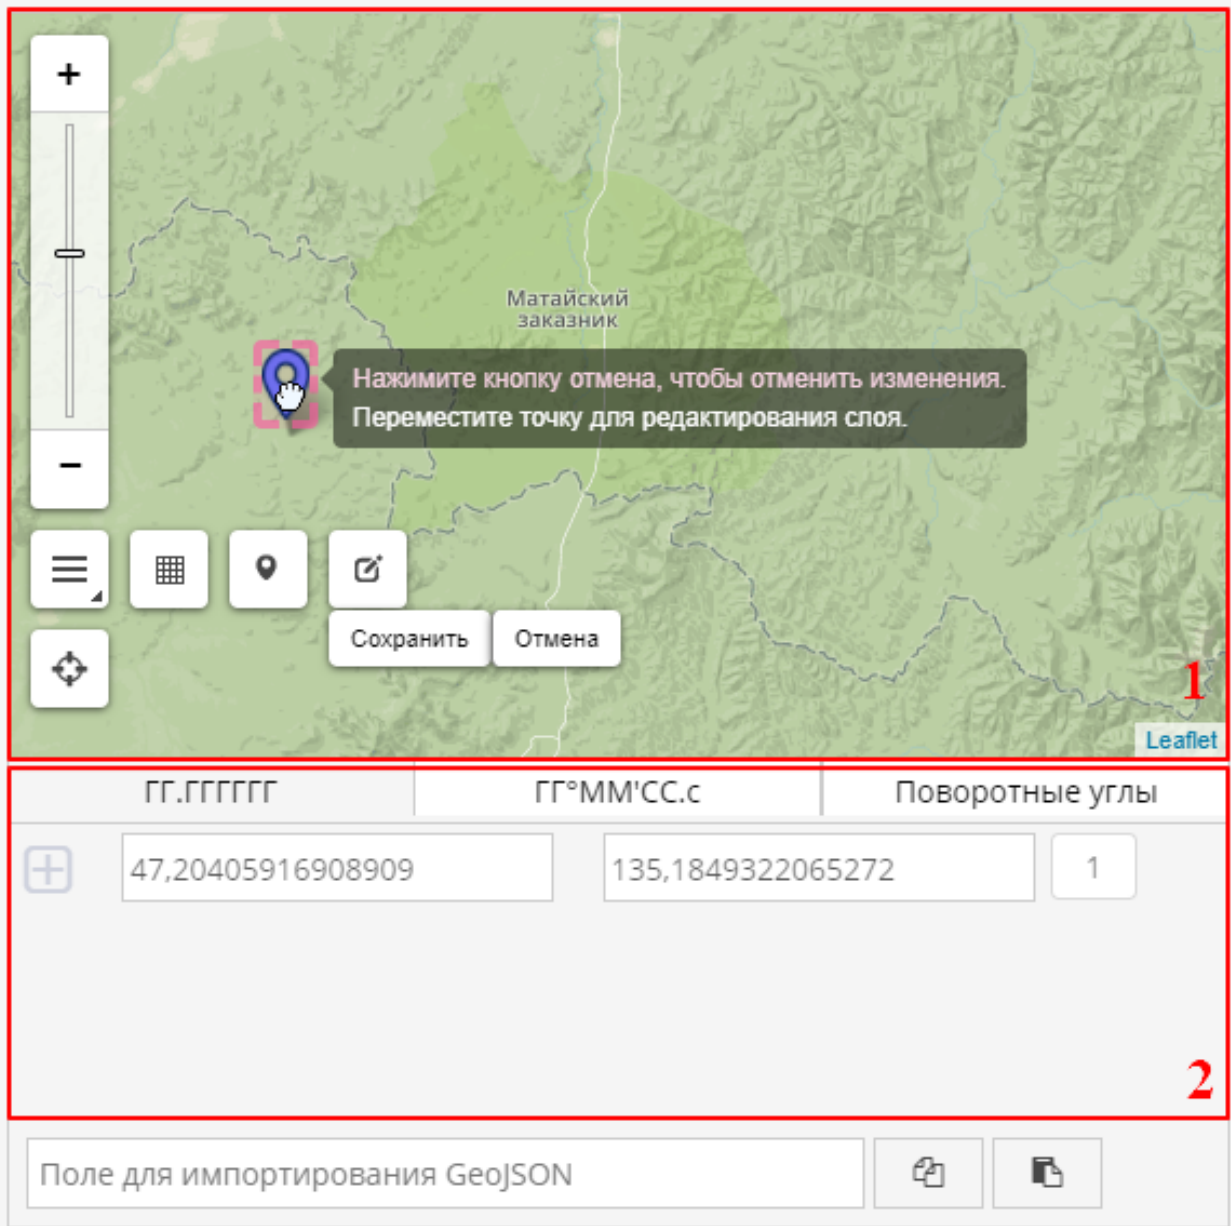 +
Матайский
заказник
Нажимите кнопку отмена, чтобы отменить изменения.
Переместите точку для редактирования слоя.
−
Сохранить
Отмена
1
Leaflet
ГГ.ГГГГГГ
ГГ°ММ'СС.с
Поворотные углы
47,20405916908909
135,1849322065272
1
2
Поле для импортирования GeoJSON